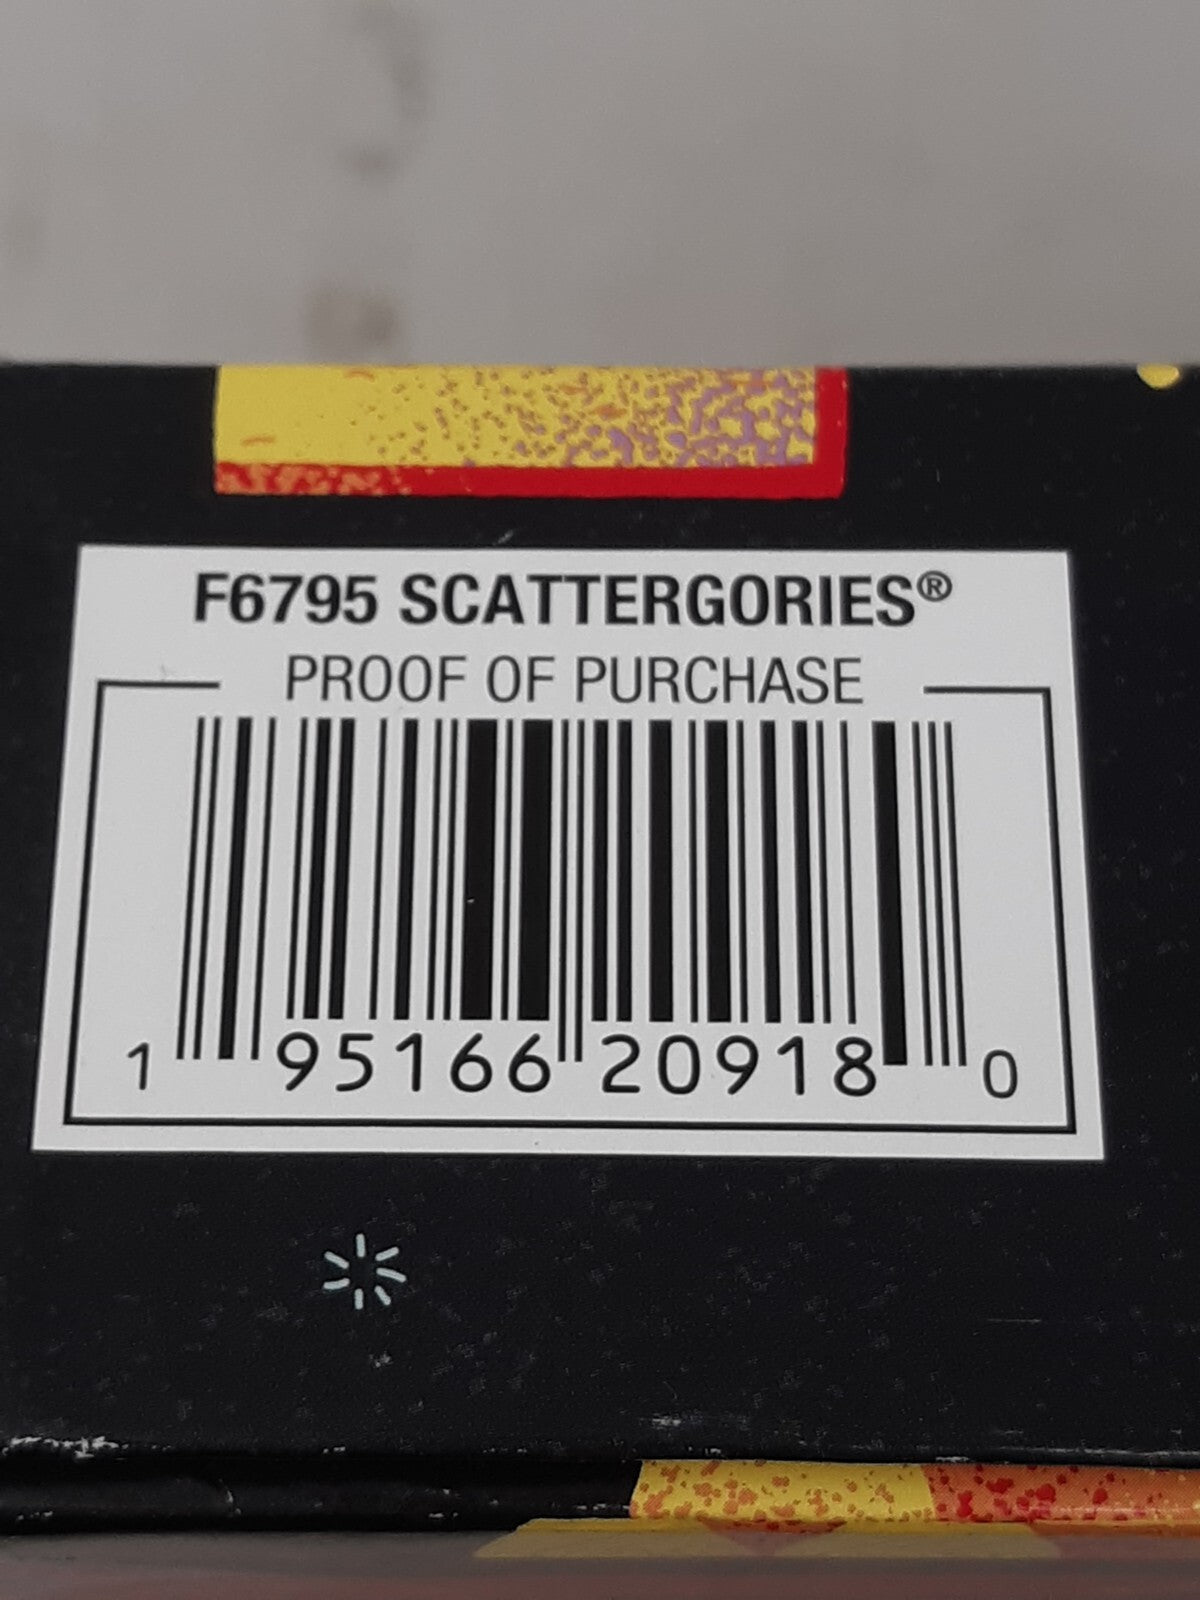 F6795 SCATTERGORIES®
PROOF OF PURCHASE
1 95166 20918 0